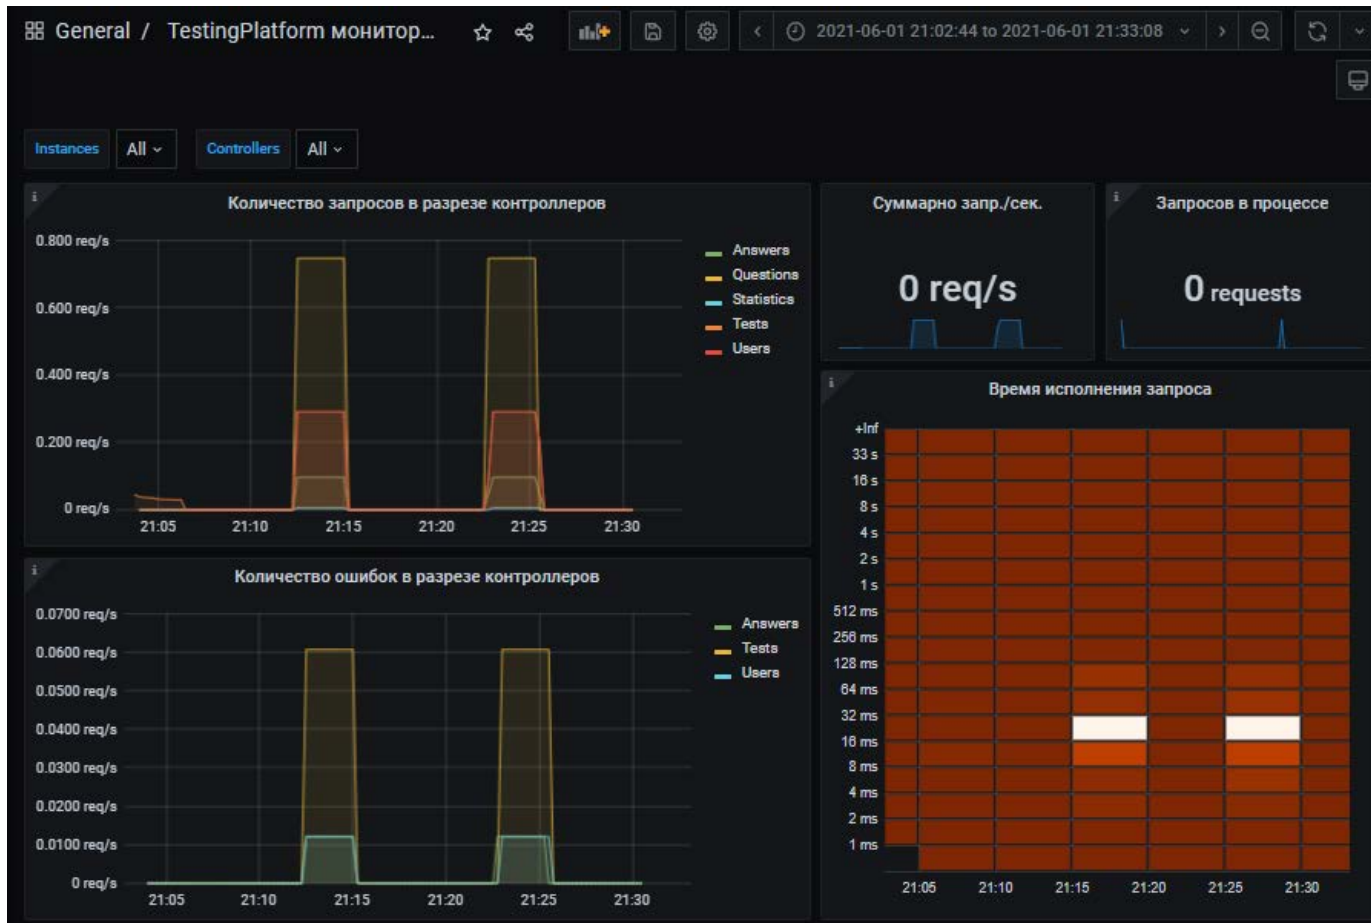 General / TestingPlatform монитор... 2021-06-01 21:02:44 to 2021-06-01 21:33:08
Instances All Controllers All
Количество запросов в разрезе контроллеров
0.800 req/s
0.600 req/s
0.400 req/s
0.200 req/s
0 req/s
21:05 21:10 21:15 21:20 21:25 21:30
Answers
Questions
Statistics
Tests
Users
Суммарно запр./сек.
0 req/s
Запросов в процессе
0 requests
Количество ошибок в разрезе контроллеров
0.0700 req/s
0.0600 req/s
0.0500 req/s
0.0400 req/s
0.0300 req/s
0.0200 req/s
0.0100 req/s
0 req/s
21:05 21:10 21:15 21:20 21:25 21:30
Answers
Tests
Users
Время исполнения запроса
+Inf
33 s
16 s
8 s
4 s
2 s
1 s
512 ms
256 ms
128 ms
64 ms
32 ms
16 ms
8 ms
4 ms
2 ms
1 ms
21:05 21:10 21:15 21:20 21:25 21:30